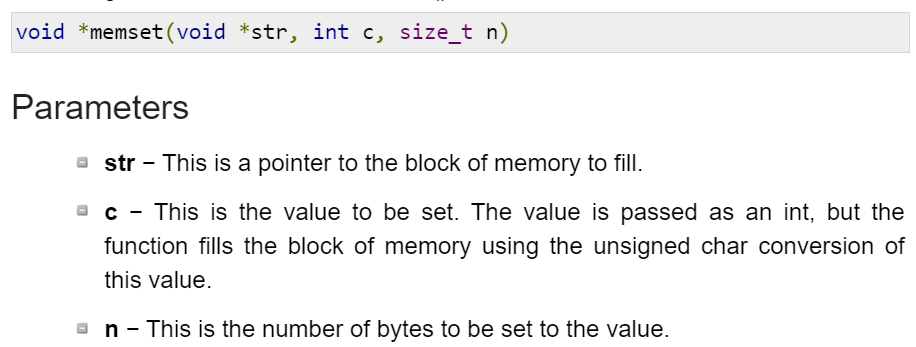 void *memset(void *str, int c, size_t n)
Parameters
str − This is a pointer to the block of memory to fill.
c − This is the value to be set. The value is passed as an int, but the
function fills the block of memory using the unsigned char conversion of
this value.
n − This is the number of bytes to be set to the value.